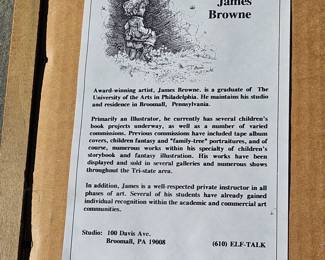 James
Browne
Award-winning artist, James Browne, is a graduate of The
University of the Arts in Philadelphia. He maintains his studio
and residence in Broomall, Pennsylvania.
Primarily an Illustrator, he currently has several children's
book projects underway, as well as a number of varied
commissions. Previous commissions have included tape album
covers, children fantasy and "family-tree" portraitures, and of
course, numerous works within his specialty of children's
storybook and fantasy illustration. His works have been
displayed and sold in several galleries and numerous shows
throughout the Tri-state area.
In addition, James is a well-respected private instructor in all
phases of art. Several of his students have already gained
individual recognition within the academic and commercial art
communities.
Studio: 100 Davis Ave.
Broomall, PA 19008 (610) ELF-TALK